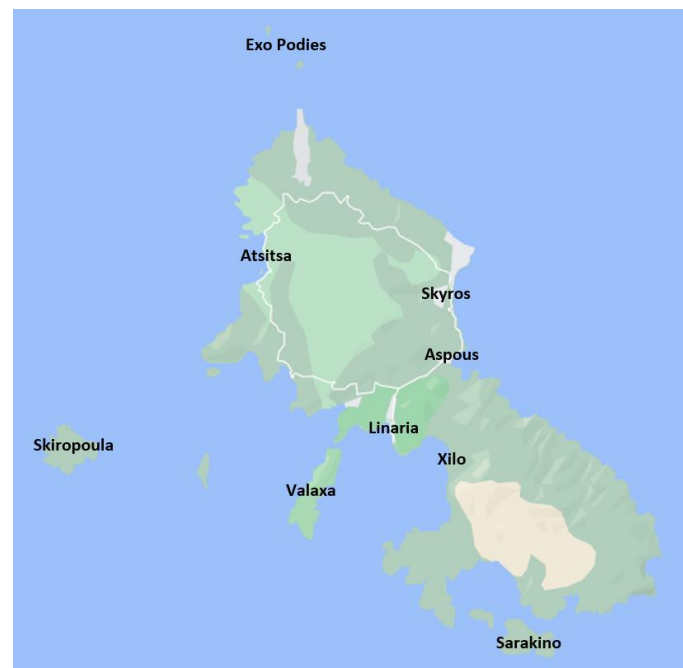 Exo Podies
Atsitsa
Skyros
Aspous
Linaria
Skiropoula
Xilo
Valaxa
Sarakino